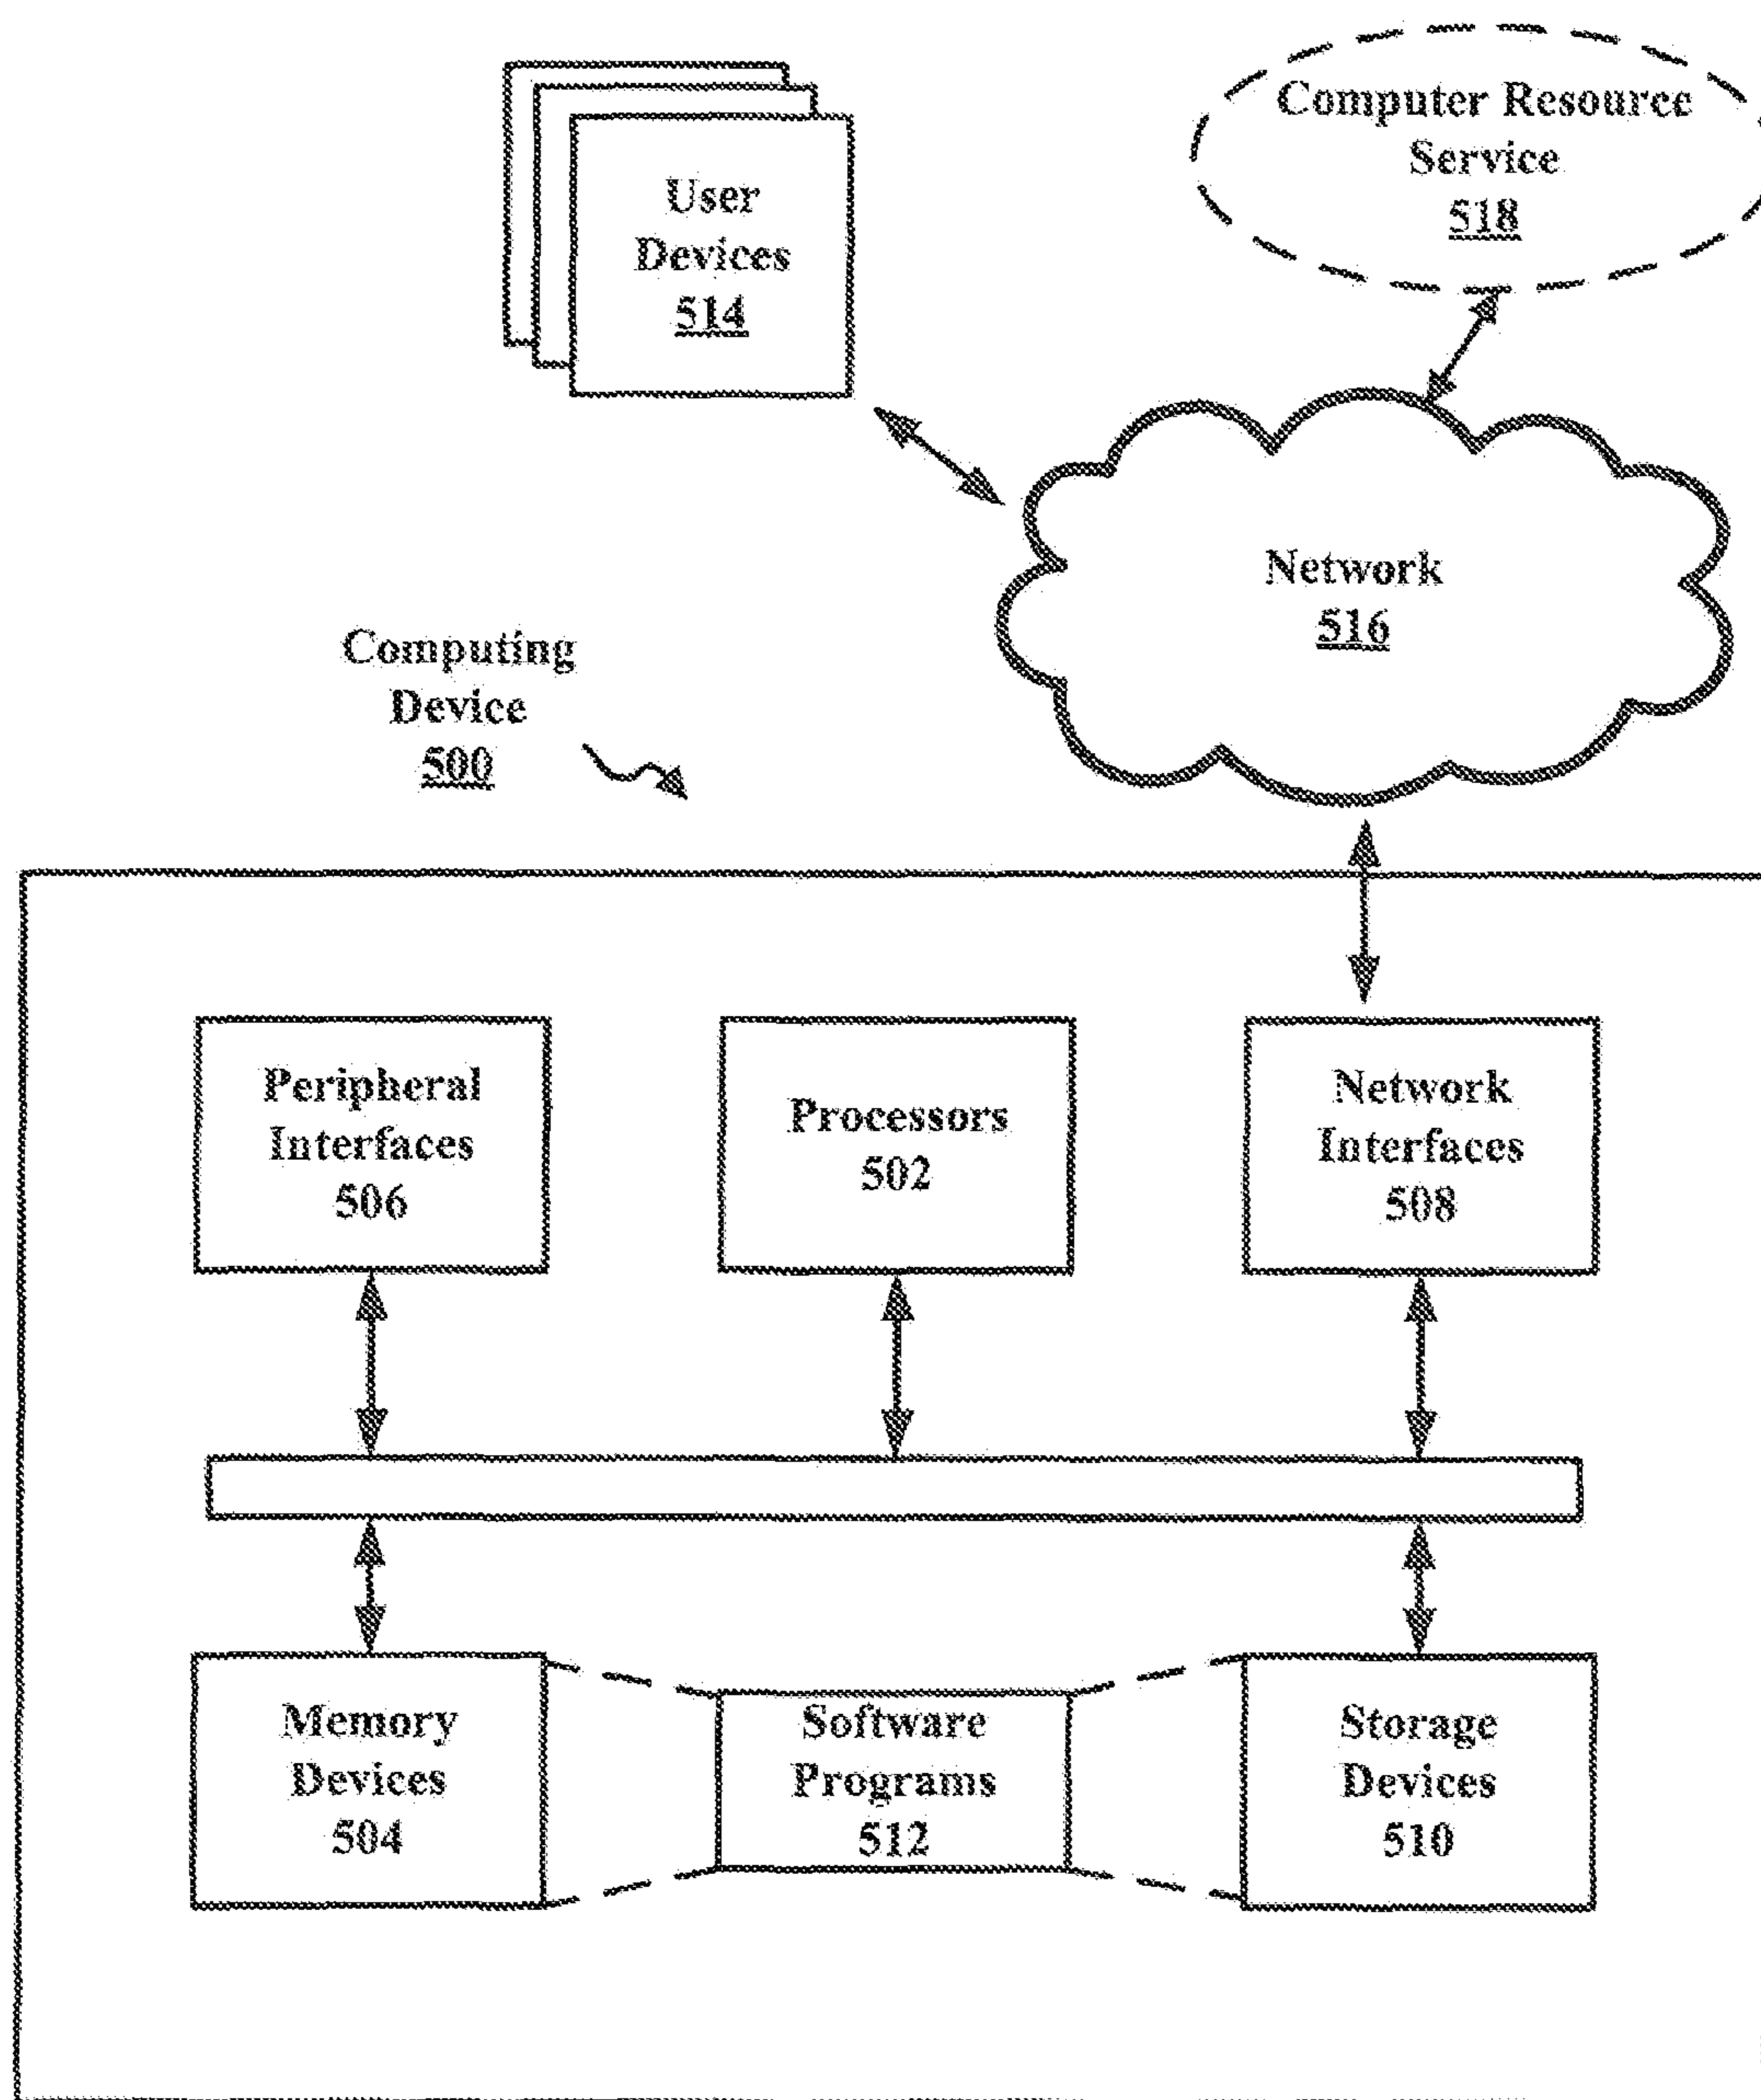 User
Devices
514
Computer Resource
Service
518
Network
516
Computing
Device
500
Peripheral
Interfaces
506
Processors
502
Network
Interfaces
508
Memory
Devices
504
Software
Programs
512
Storage
Devices
510